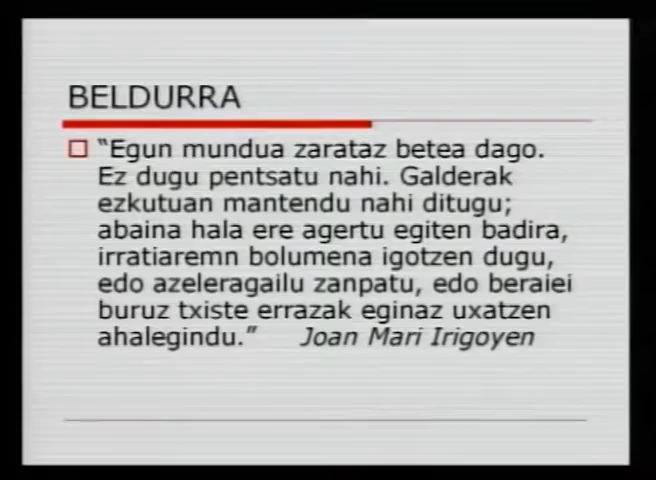 BELDURRA
“Egun mundua zarataz betea dago.
Ez dugu pentsatu nahi. Galderak
ezkutuan mantendu nahi ditugu;
abaina hala ere agertu egiten badira,
irratiaremn bolumena igotzen dugu,
edo azeleragailu zanpatu, edo beraiei
buruz txiste errazak eginaz uxatzen
ahalegindu.” Joan Mari Irigoyen